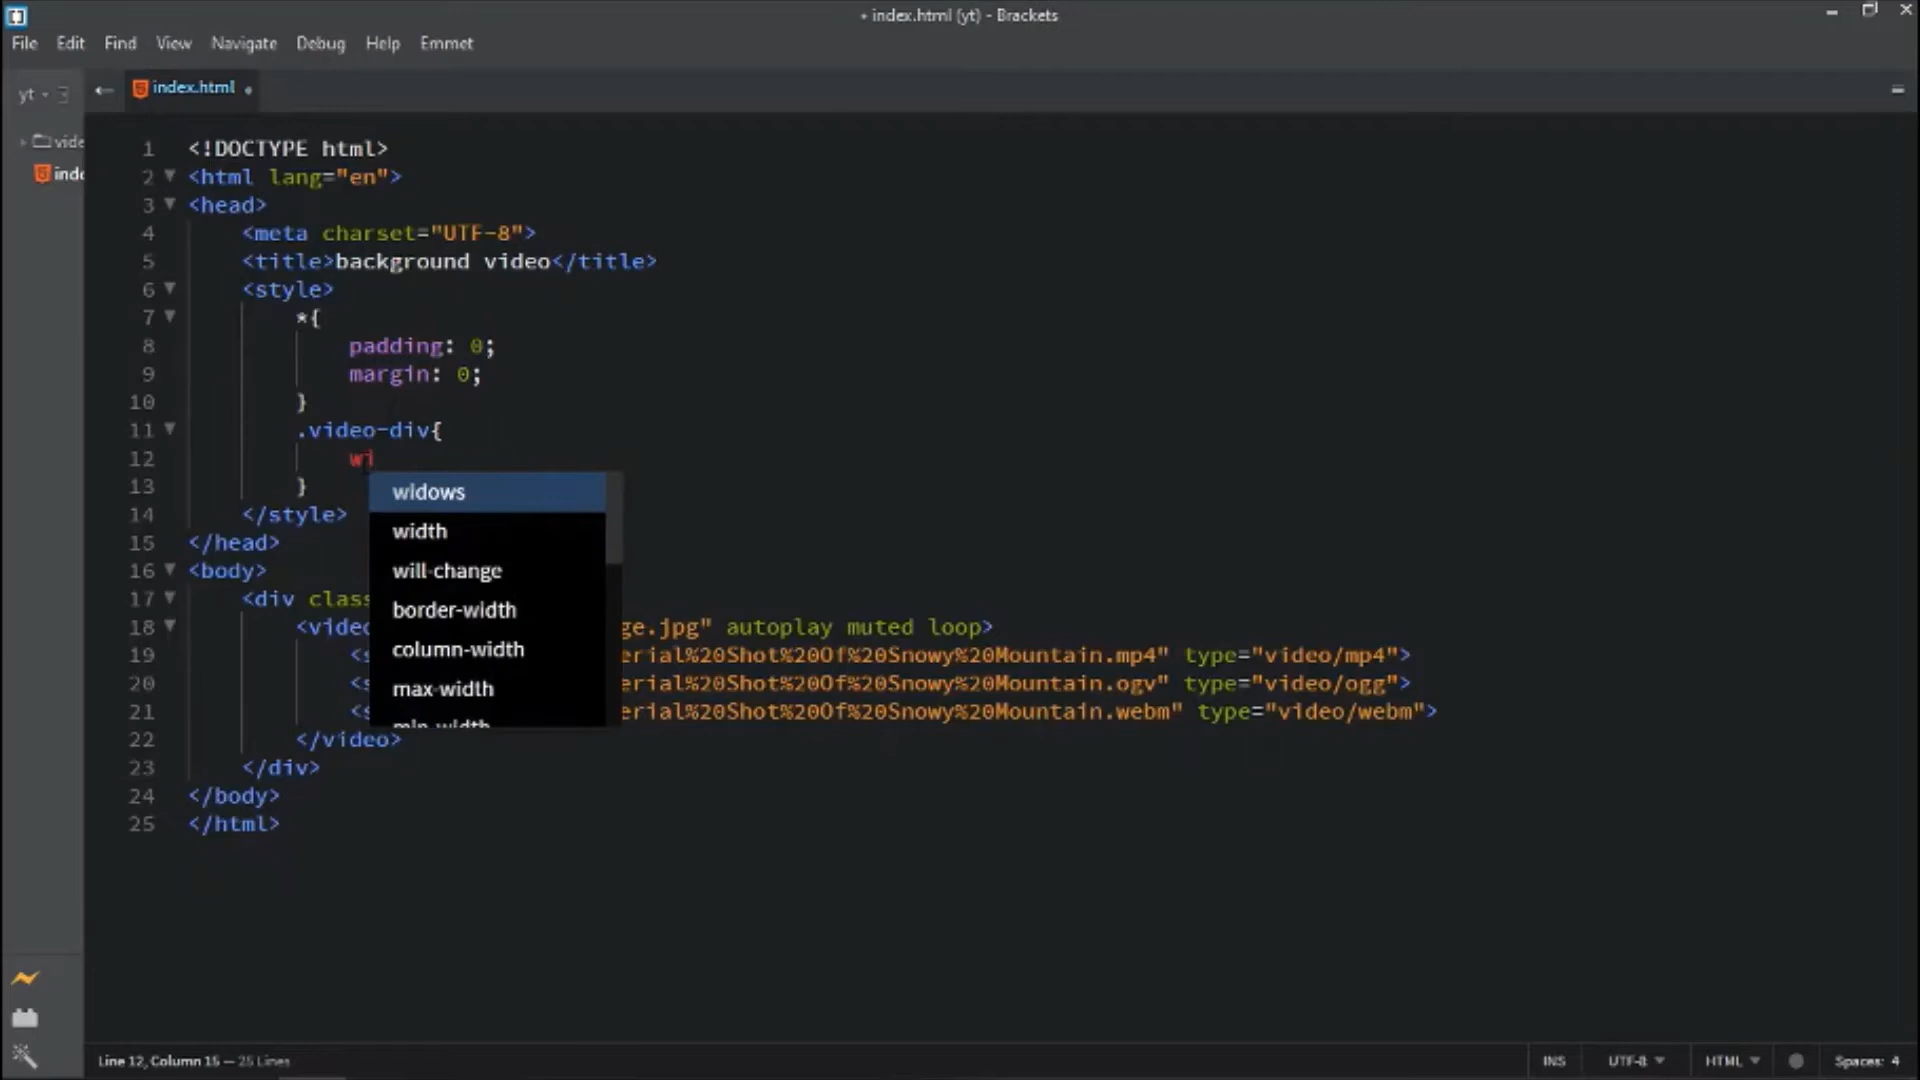 • index.html (yt) - Brackets
File Edit Find View Navigate Debug Help Emmet
yt
index.html •
vide
inde
1 <!DOCTYPE html>
2 <html lang="en">
3 <head>
4 <meta charset="UTF-8">
5 <title>background video</title>
6 <style>
7 *{
8 padding: 0;
9 margin: 0;
10 }
11 .video-div{
12 wi
13 }
14 </style>
15 </head>
16 <body>
17 <div class
18 <video ge.jpg" autoplay muted loop>
19 <s erial%20Shot%20Of%20Snowy%20Mountain.mp4" type="video/mp4">
20 <s erial%20Shot%20Of%20Snowy%20Mountain.ogv" type="video/ogg">
21 <s erial%20Shot%20Of%20Snowy%20Mountain.webm" type="video/webm">
22 </video>
23 </div>
24 </body>
25 </html>
widows
width
will-change
border-width
column-width
max-width
min-width
Line 12, Column 15 — 25 Lines
INS UTF-8 HTML Spaces: 4